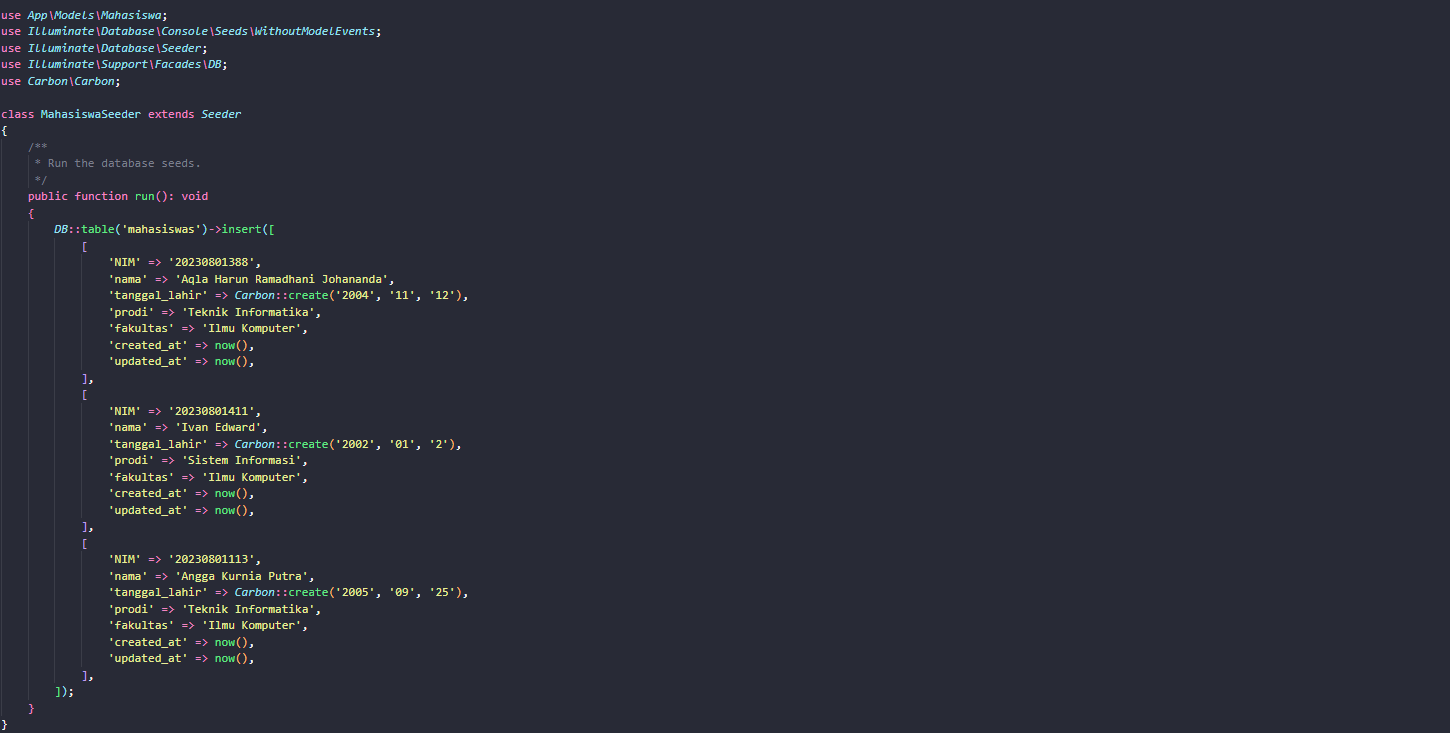 use App\Models\Mahasiswa;
use Illuminate\Database\Console\Seeds\WithoutModelEvents;
use Illuminate\Database\Seeder;
use Illuminate\Support\Facades\DB;
use Carbon\Carbon;

class MahasiswaSeeder extends Seeder
{
    /**
     * Run the database seeds.
     */
    public function run(): void
    {
        DB::table('mahasiswas')->insert([
            [
                'NIM' => '20230801388',
                'nama' => 'Aqla Harun Ramadhani Johananda',
                'tanggal_lahir' => Carbon::create('2004', '11', '12'),
                'prodi' => 'Teknik Informatika',
                'fakultas' => 'Ilmu Komputer',
                'created_at' => now(),
                'updated_at' => now(),
            ],
            [
                'NIM' => '20230801411',
                'nama' => 'Ivan Edward',
                'tanggal_lahir' => Carbon::create('2002', '01', '2'),
                'prodi' => 'Sistem Informasi',
                'fakultas' => 'Ilmu Komputer',
                'created_at' => now(),
                'updated_at' => now(),
            ],
            [
                'NIM' => '20230801113',
                'nama' => 'Angga Kurnia Putra',
                'tanggal_lahir' => Carbon::create('2005', '09', '25'),
                'prodi' => 'Teknik Informatika',
                'fakultas' => 'Ilmu Komputer',
                'created_at' => now(),
                'updated_at' => now(),
            ],
        ]);
    }
}